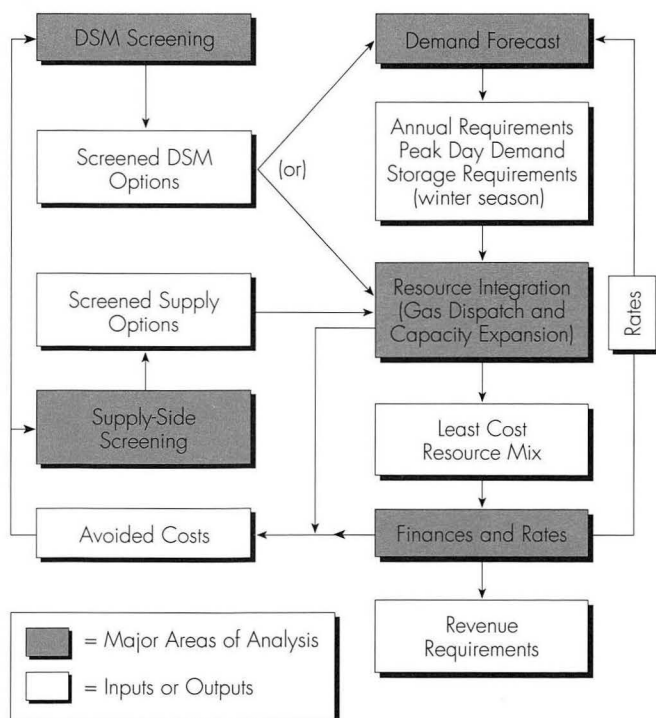 DSM Screening
Demand Forecast
Screened DSM
Options
(or)
Annual Requirements
Peak Day Demand
Storage Requirements
(winter season)
Screened Supply
Options
Resource Integration
(Gas Dispatch and
Capacity Expansion)
Rates
Supply-Side
Screening
Least Cost
Resource Mix
Avoided Costs
Finances and Rates
Revenue
Requirements
= Major Areas of Analysis
= Inputs or Outputs